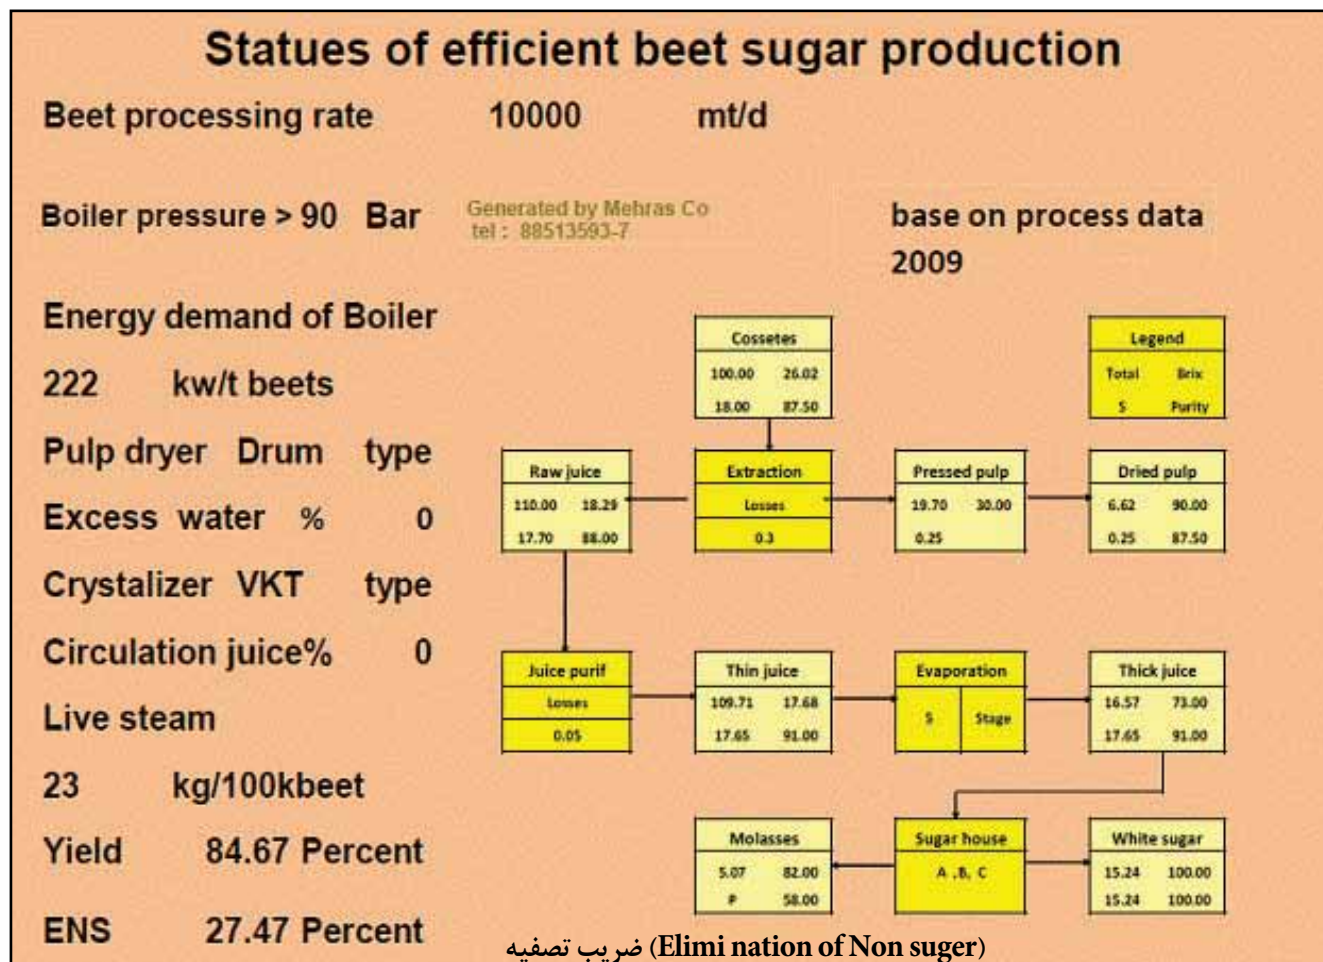 Statues of efficient beet sugar production
Beet processing rate 10000 mt/d
Boiler pressure > 90 Bar
Generated by Mehras Co
tel : 88513593-7
base on process data
2009
Energy demand of Boiler
222 kw/t beets
Pulp dryer Drum type
Excess water % 0
Crystalizer VKT type
Circulation juice% 0
Live steam
23 kg/100kbeet
Yield 84.67 Percent
ENS 27.47 Percent
Cossetes
100.00 26.02
18.00 87.50
Legend
Total Brix
S Purity
Raw juice
110.00 18.29
17.70 88.00
Extraction
Losses
0.3
Pressed pulp
19.70 30.00
0.25
Dried pulp
6.62 90.00
0.25 87.50
Juice purif
Losses
0.05
Thin juice
109.71 17.68
17.65 91.00
Evaporation
5 Stage
Thick juice
16.57 73.00
17.65 91.00
Molasses
5.07 82.00
P 58.00
Sugar house
A ,B, C
White sugar
15.24 100.00
15.24 100.00
ضریب تصفیه (Elimi nation of Non suger)